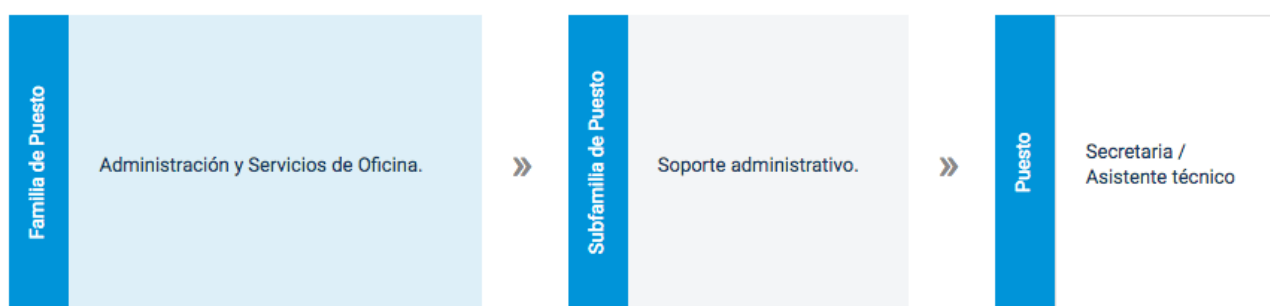 Familia de Puesto
Administración y Servicios de Oficina.
»
Subfamilia de Puesto
Soporte administrativo.
»
Puesto
Secretaria /
Asistente técnico